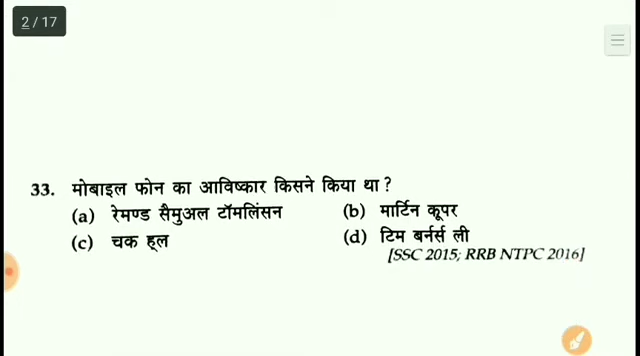 2 / 17
33. मोबाइल फोन का आविष्कार किसने किया था ?
(a) रेमण्ड सैमुअल टॉमलिंसन (b) मार्टिन कूपर
(c) चक हूल (d) टिम बर्नर्स ली
[SSC 2015; RRB NTPC 2016]